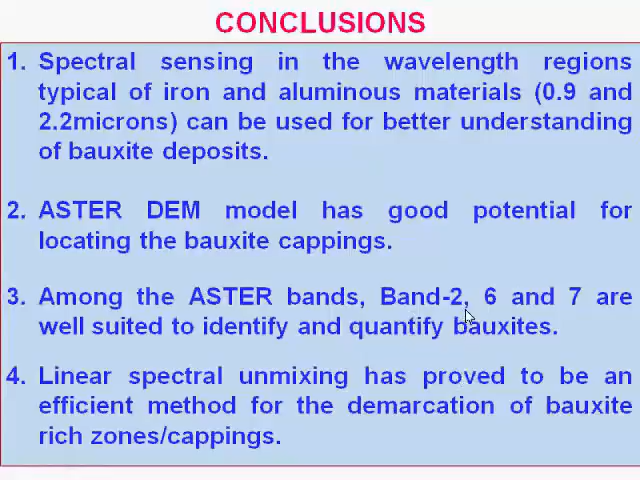 CONCLUSIONS
1. Spectral sensing in the wavelength regions
typical of iron and aluminous materials (0.9 and
2.2microns) can be used for better understanding
of bauxite deposits.
2. ASTER DEM model has good potential for
locating the bauxite cappings.
3. Among the ASTER bands, Band-2, 6 and 7 are
well suited to identify and quantify bauxites.
4. Linear spectral unmixing has proved to be an
efficient method for the demarcation of bauxite
rich zones/cappings.